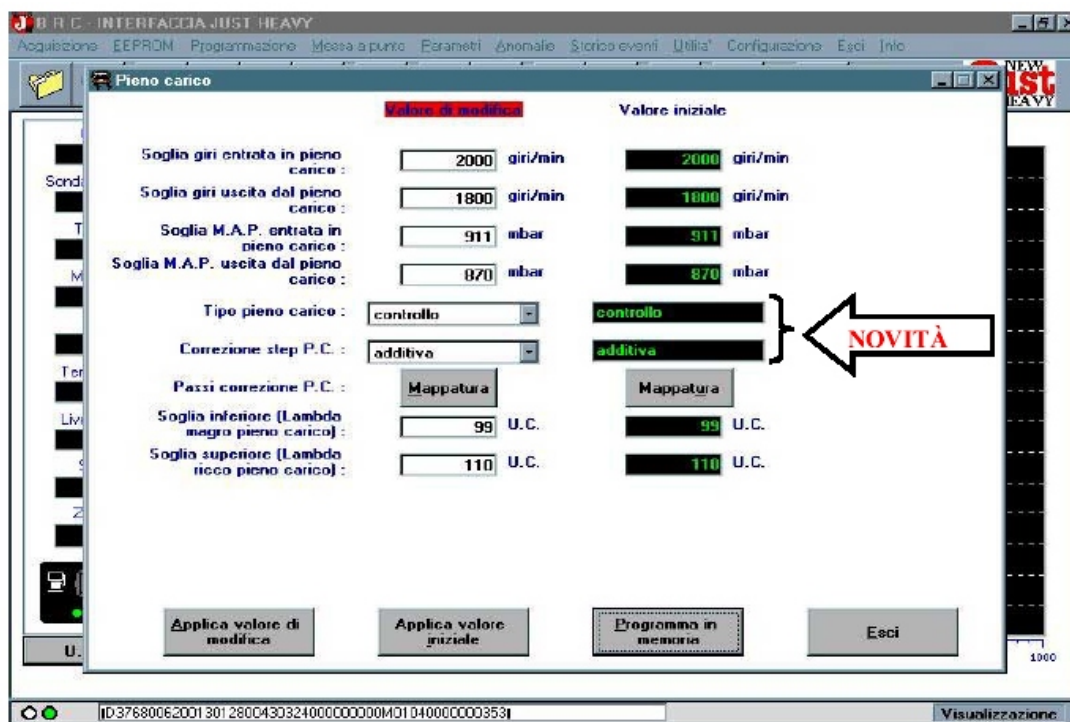 B R C - INTERFACCIA JUST HEAVY
Acquisizione EEPROM Programmazione Messa a punto Parametri Anomalie Storico eventi Utilita' Configurazione Esci Info
NEW
Just
HEAVY
Pieno carico
Valore di modifica Valore iniziale
Soglia giri entrata in pieno
carico : 2000 giri/min 2000 giri/min
Soglia giri uscita dal pieno
carico : 1800 giri/min 1800 giri/min
Soglia M.A.P. entrata in
pieno carico : 911 mbar 911 mbar
Soglia M.A.P. uscita dal pieno
carico : 870 mbar 870 mbar
Tipo pieno carico : controllo controllo
NOVITÀ
Correzione step P.C. : additiva additiva
Passi correzione P.C. : Mappatura Mappatura
Soglia inferiore (Lambda
magro pieno carico) : 99 U.C. 99 U.C.
Soglia superiore (Lambda
ricco pieno carico) : 110 U.C. 110 U.C.
Applica valore di
modifica
Applica valore
iniziale
Programma in
memoria
Esci
1000
Visualizzazione